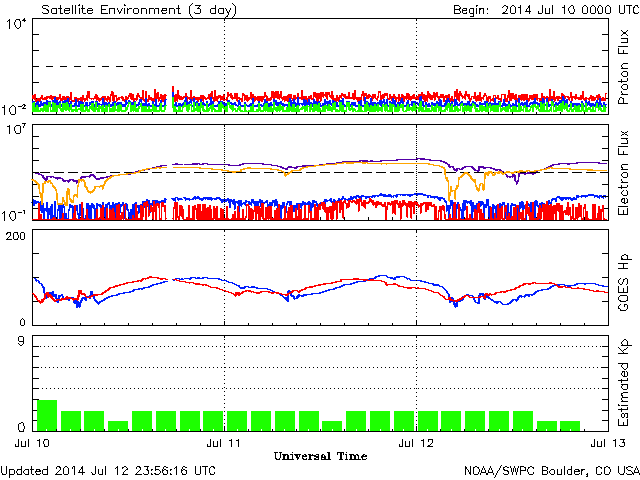 Satellite Environment (3 day) Begin: 2014 Jul 10 0000 UTC
10^4
10^-2
Proton Flux
10^7
10^-1
Electron Flux
200
0
GOES Hp
9
0
Estimated Kp
Jul 10 Jul 11 Jul 12 Jul 13
Universal Time
Updated 2014 Jul 12 23:56:16 UTC NOAA/SWPC Boulder, CO USA